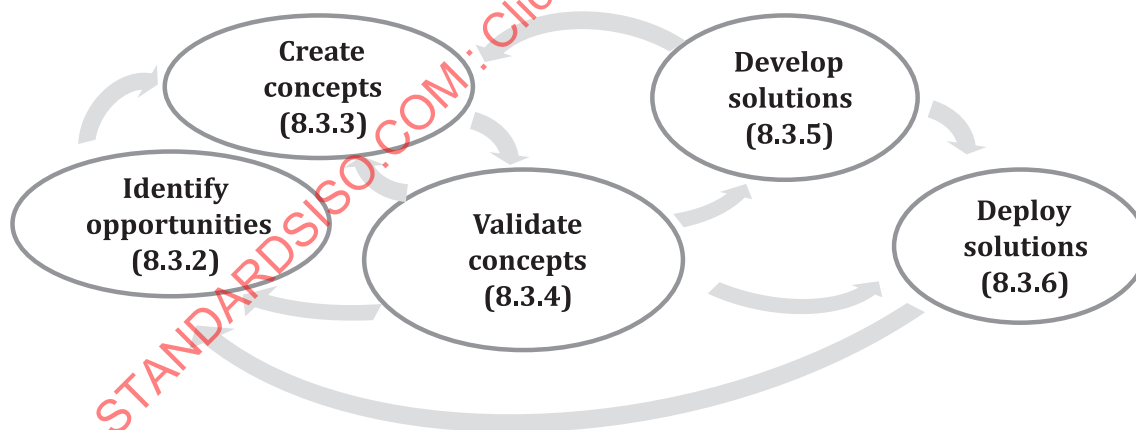 Create
concepts
(8.3.3)
Develop
solutions
(8.3.5)
Identify
opportunities
(8.3.2)
Validate
concepts
(8.3.4)
Deploy
solutions
(8.3.6)
STANDARDSISO.COM : Clic